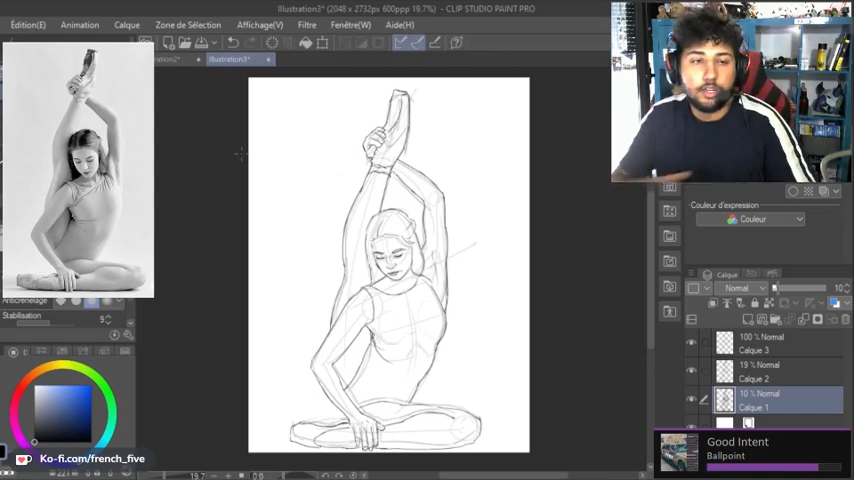 Illustration3* (2048 x 2732px 600ppp 19.7%) - CLIP STUDIO PAINT PRO
Édition(E) Animation Calque Zone de Sélection Affichage(V) Filtre Fenêtre(W) Aide(H)
Illustration3*
Couleur d'expression
Couleur
Calque
Normal 10
100 % Normal
Calque 3
19 % Normal
Calque 2
10 % Normal
Calque 1
Anticrénelage
Stabilisation
9
Ko-fi.com/french_five
19.7
0.0
Good Intent
Ballpoint